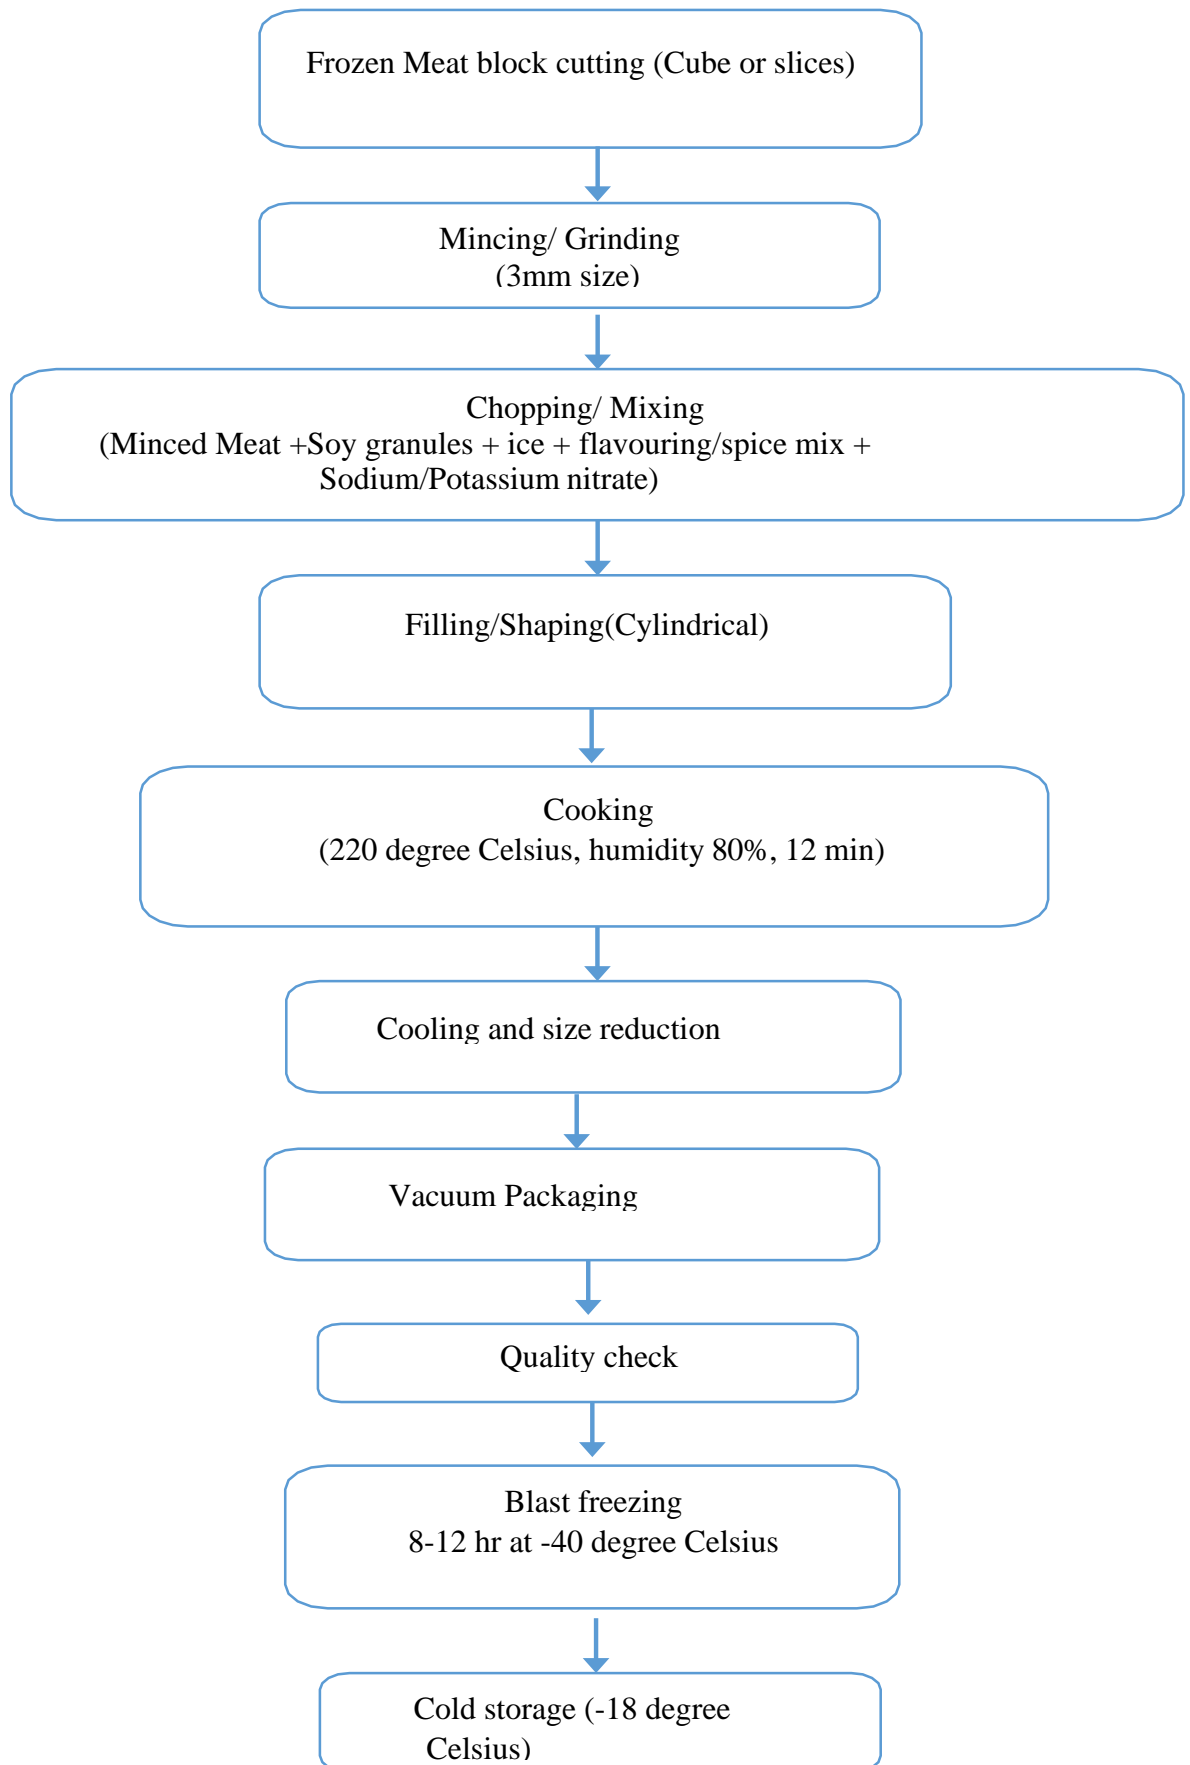 Frozen Meat block cutting (Cube or slices)
Mincing/ Grinding
(3mm size)
Chopping/ Mixing
(Minced Meat +Soy granules + ice + flavouring/spice mix +
Sodium/Potassium nitrate)
Filling/Shaping(Cylindrical)
Cooking
(220 degree Celsius, humidity 80%, 12 min)
Cooling and size reduction
Vacuum Packaging
Quality check
Blast freezing
8-12 hr at -40 degree Celsius
Cold storage (-18 degree
Celsius)